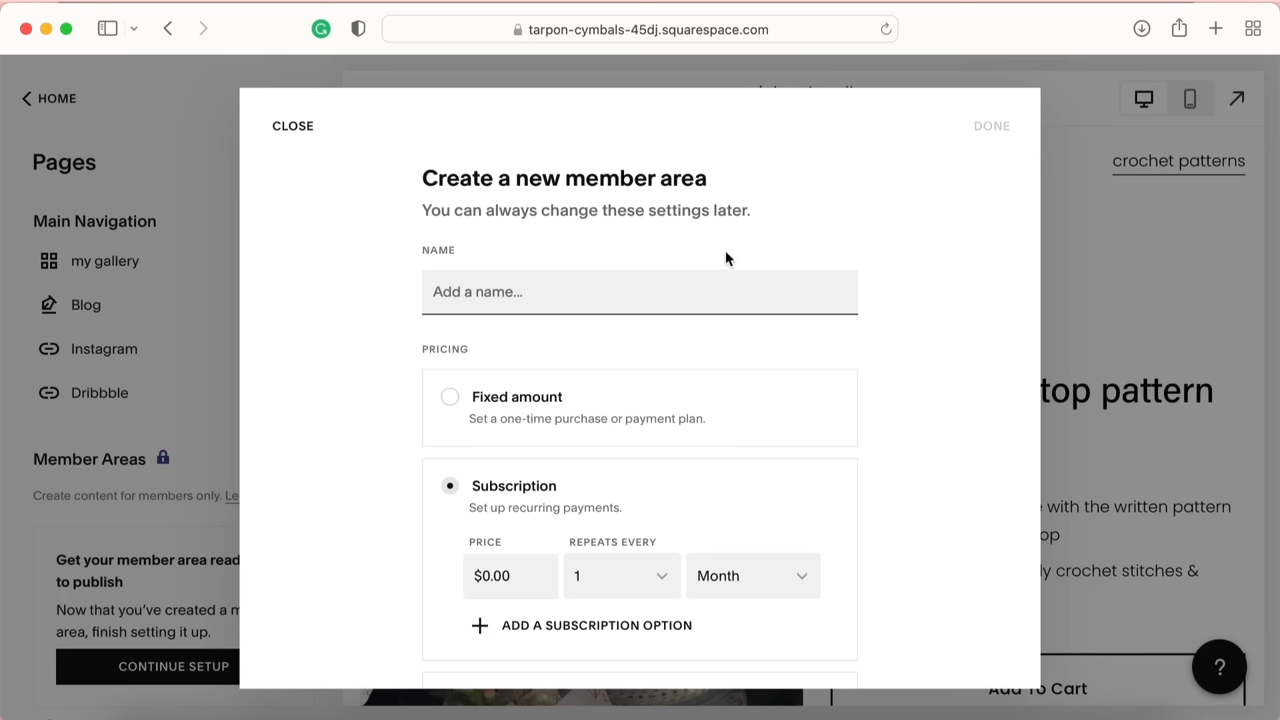 tarpon-cymbals-45dj.squarespace.com
HOME
Pages
Main Navigation
my gallery
Blog
Instagram
Dribbble
Member Areas
Create content for members only. Le
Get your member area read
to publish
Now that you've created a m
area, finish setting it up.
CONTINUE SETUP
CLOSE
DONE
Create a new member area
You can always change these settings later.
NAME
Add a name...
PRICING
Fixed amount
Set a one-time purchase or payment plan.
Subscription
Set up recurring payments.
PRICE
REPEATS EVERY
$0.00
1
Month
ADD A SUBSCRIPTION OPTION
crochet patterns
top pattern
with the written pattern
op
ly crochet stitches &
Add To Cart
?